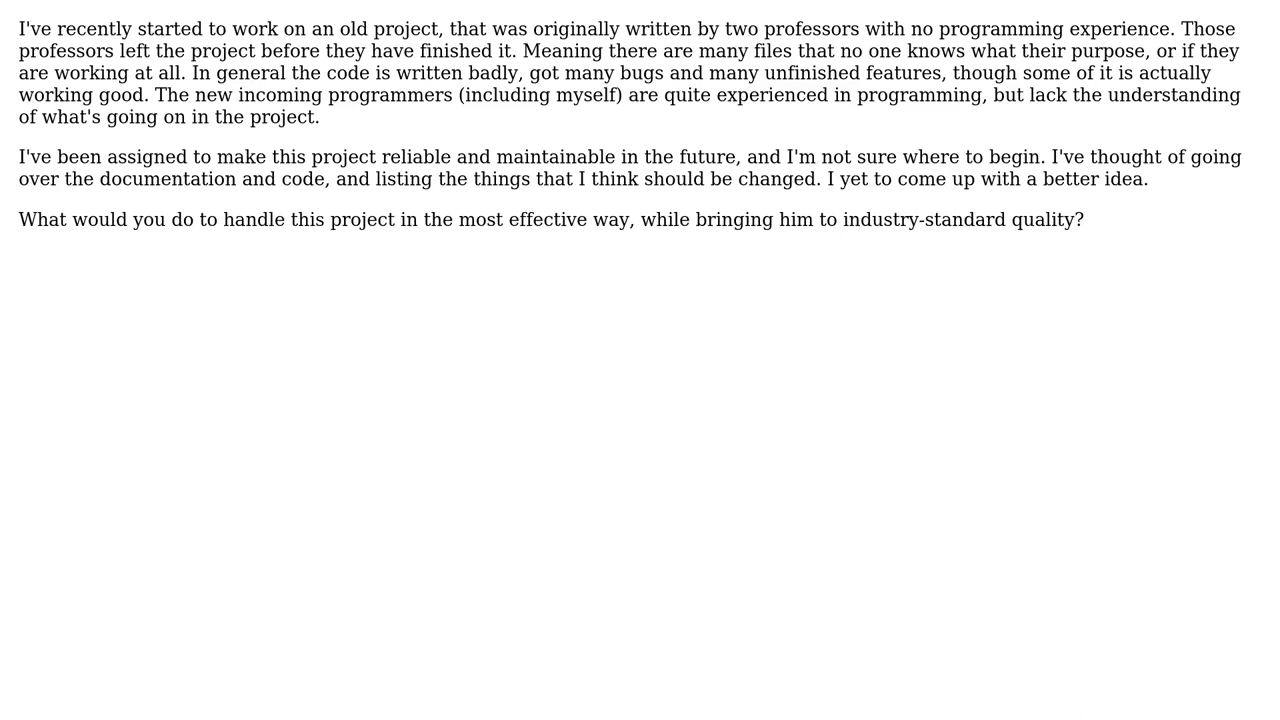 I've recently started to work on an old project, that was originally written by two professors with no programming experience. Those
professors left the project before they have finished it. Meaning there are many files that no one knows what their purpose, or if they
are working at all. In general the code is written badly, got many bugs and many unfinished features, though some of it is actually
working good. The new incoming programmers (including myself) are quite experienced in programming, but lack the understanding
of what's going on in the project.
I've been assigned to make this project reliable and maintainable in the future, and I'm not sure where to begin. I've thought of going
over the documentation and code, and listing the things that I think should be changed. I yet to come up with a better idea.
What would you do to handle this project in the most effective way, while bringing him to industry-standard quality?